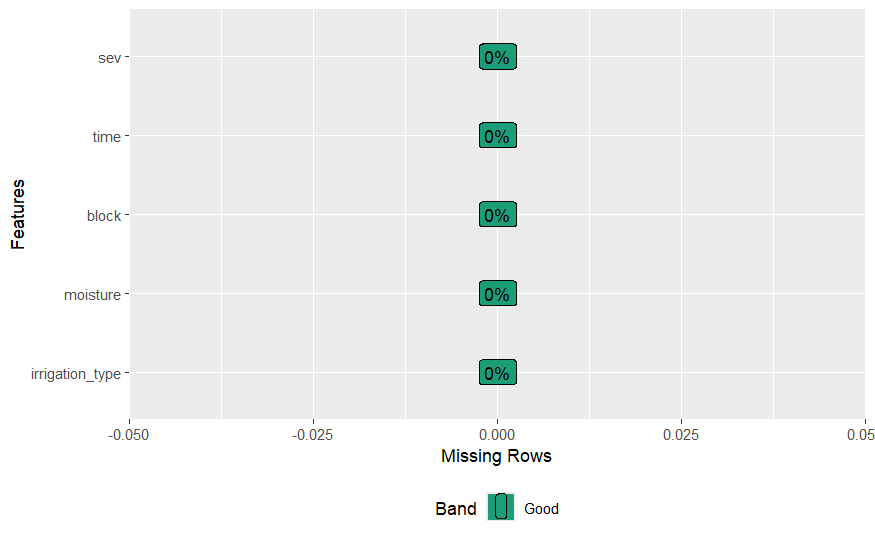 sev 0%
time 0%
block 0%
moisture 0%
irrigation_type 0%
Features
-0.050 -0.025 0.000 0.025 0.05
Missing Rows
Band Good